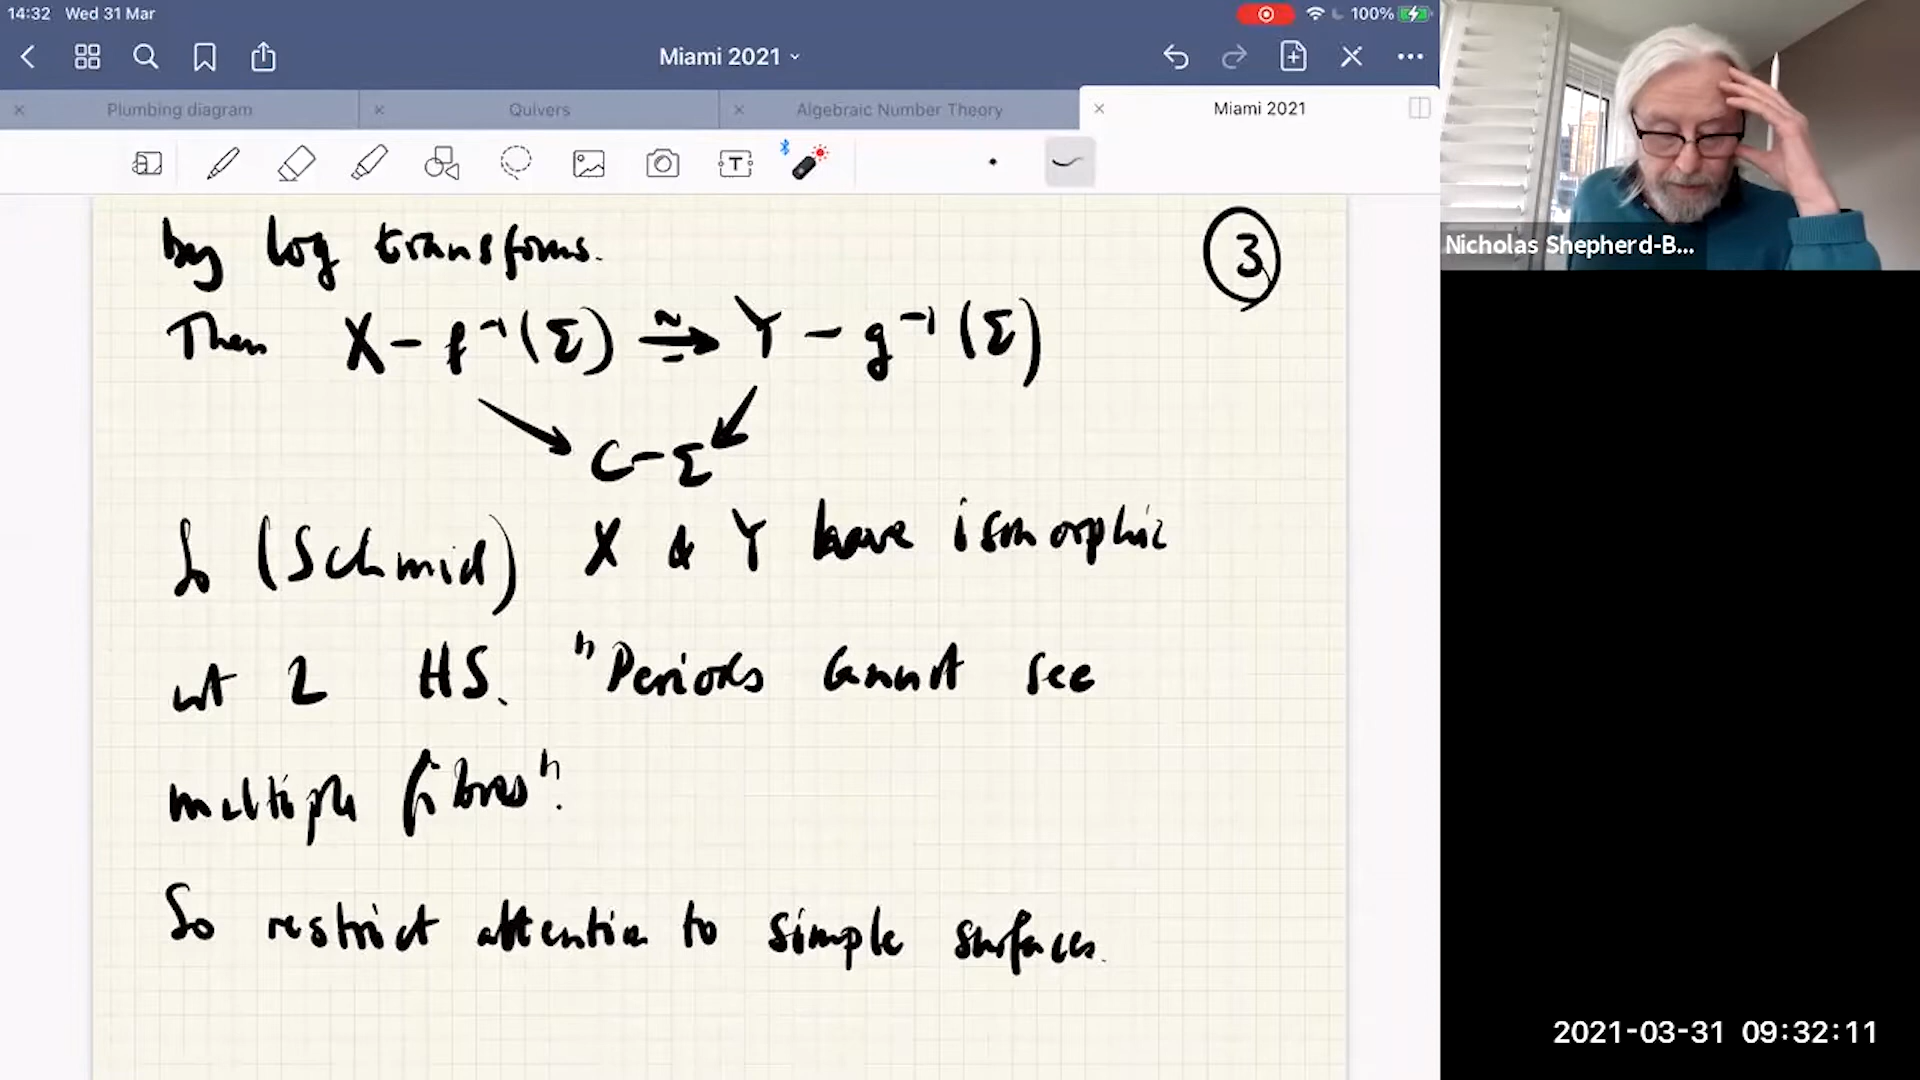 14:32 Wed 31 Mar
100%
Miami 2021
Plumbing diagram
Quivers
Algebraic Number Theory
Miami 2021
T
by log transforms.
3
Then X - f⁻¹(Σ) ≅→ Y - g⁻¹(Σ)
C - Σ
So (Schmid) X & Y have isomorphic
wt 2 HS. "Periods cannot see
multiple fibres".
So restrict attention to simple surfaces.
Nicholas Shepherd-B...
2021-03-31 09:32:11